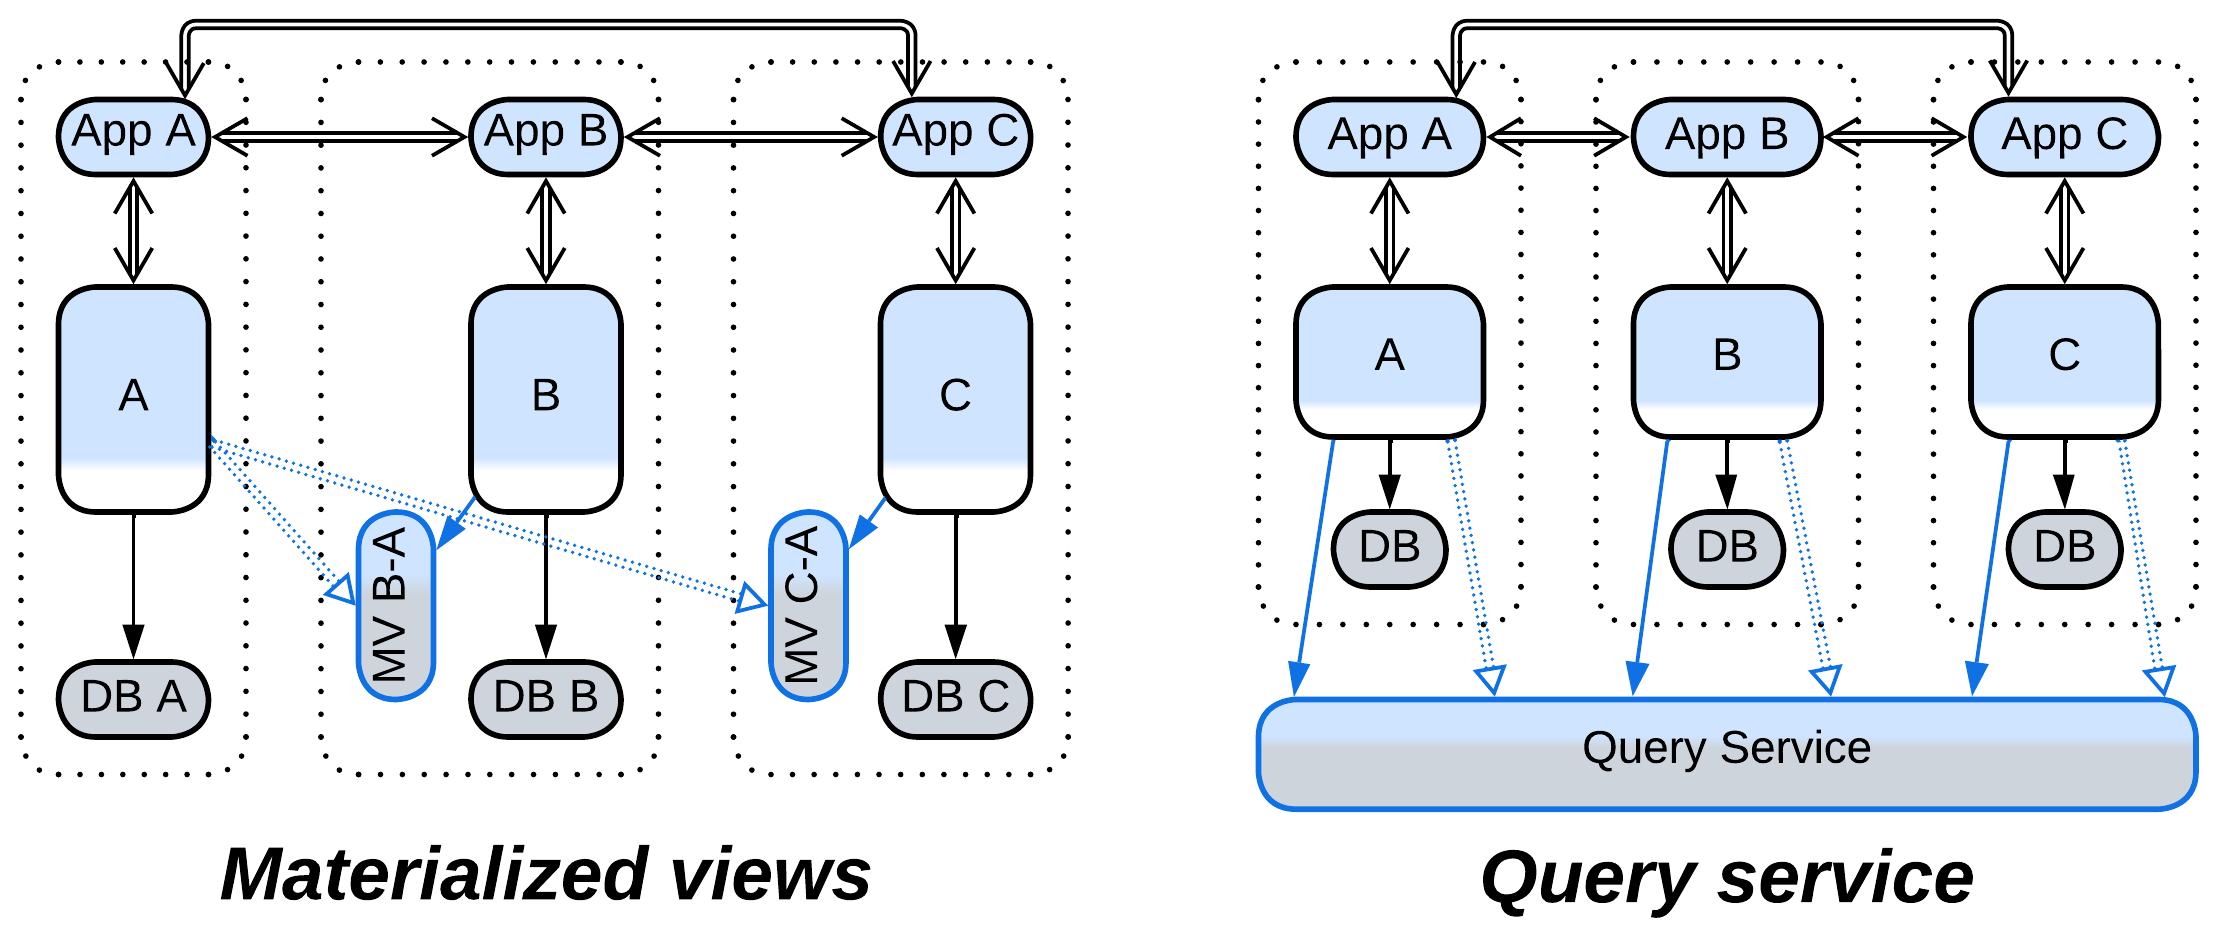 App A
App B
App C
A
B
C
MV B-A
MV C-A
DB A
DB B
DB C
Materialized views
App A
App B
App C
A
B
C
DB
DB
DB
Query Service
Query service